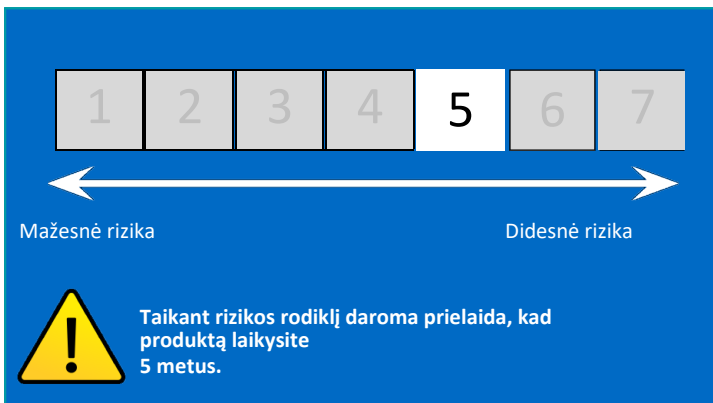 1 2 3 4 5 6 7
Mažesnė rizika Didesnė rizika
Taikant rizikos rodiklį daroma prielaida, kad
produktą laikysite
5 metus.